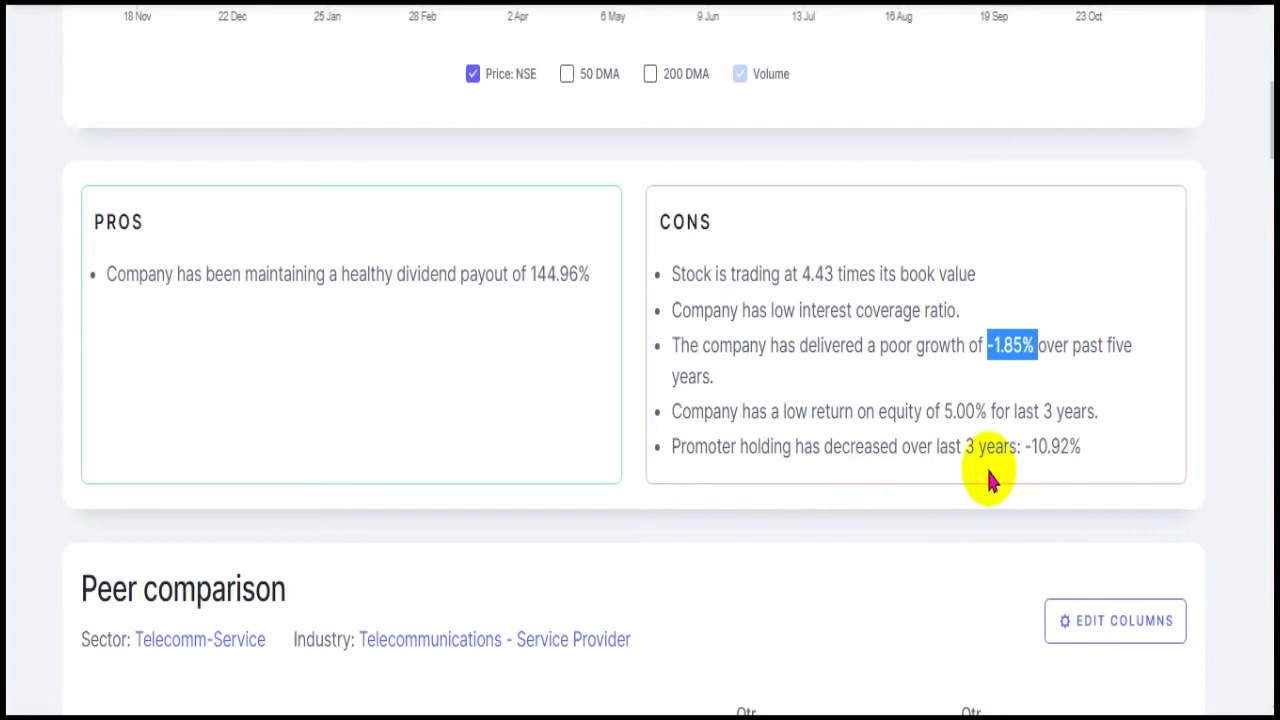 18 Nov 22 Dec 25 Jan 28 Feb 2 Apr 6 May 9 Jun 13 Jul 16 Aug 19 Sep 23 Oct
Price: NSE 50 DMA 200 DMA Volume
PROS
• Company has been maintaining a healthy dividend payout of 144.96%
CONS
• Stock is trading at 4.43 times its book value
• Company has low interest coverage ratio.
• The company has delivered a poor growth of -1.85% over past five
years.
• Company has a low return on equity of 5.00% for last 3 years.
• Promoter holding has decreased over last 3 years: -10.92%
Peer comparison
EDIT COLUMNS
Sector: Telecomm-Service Industry: Telecommunications - Service Provider
Qtr Qtr